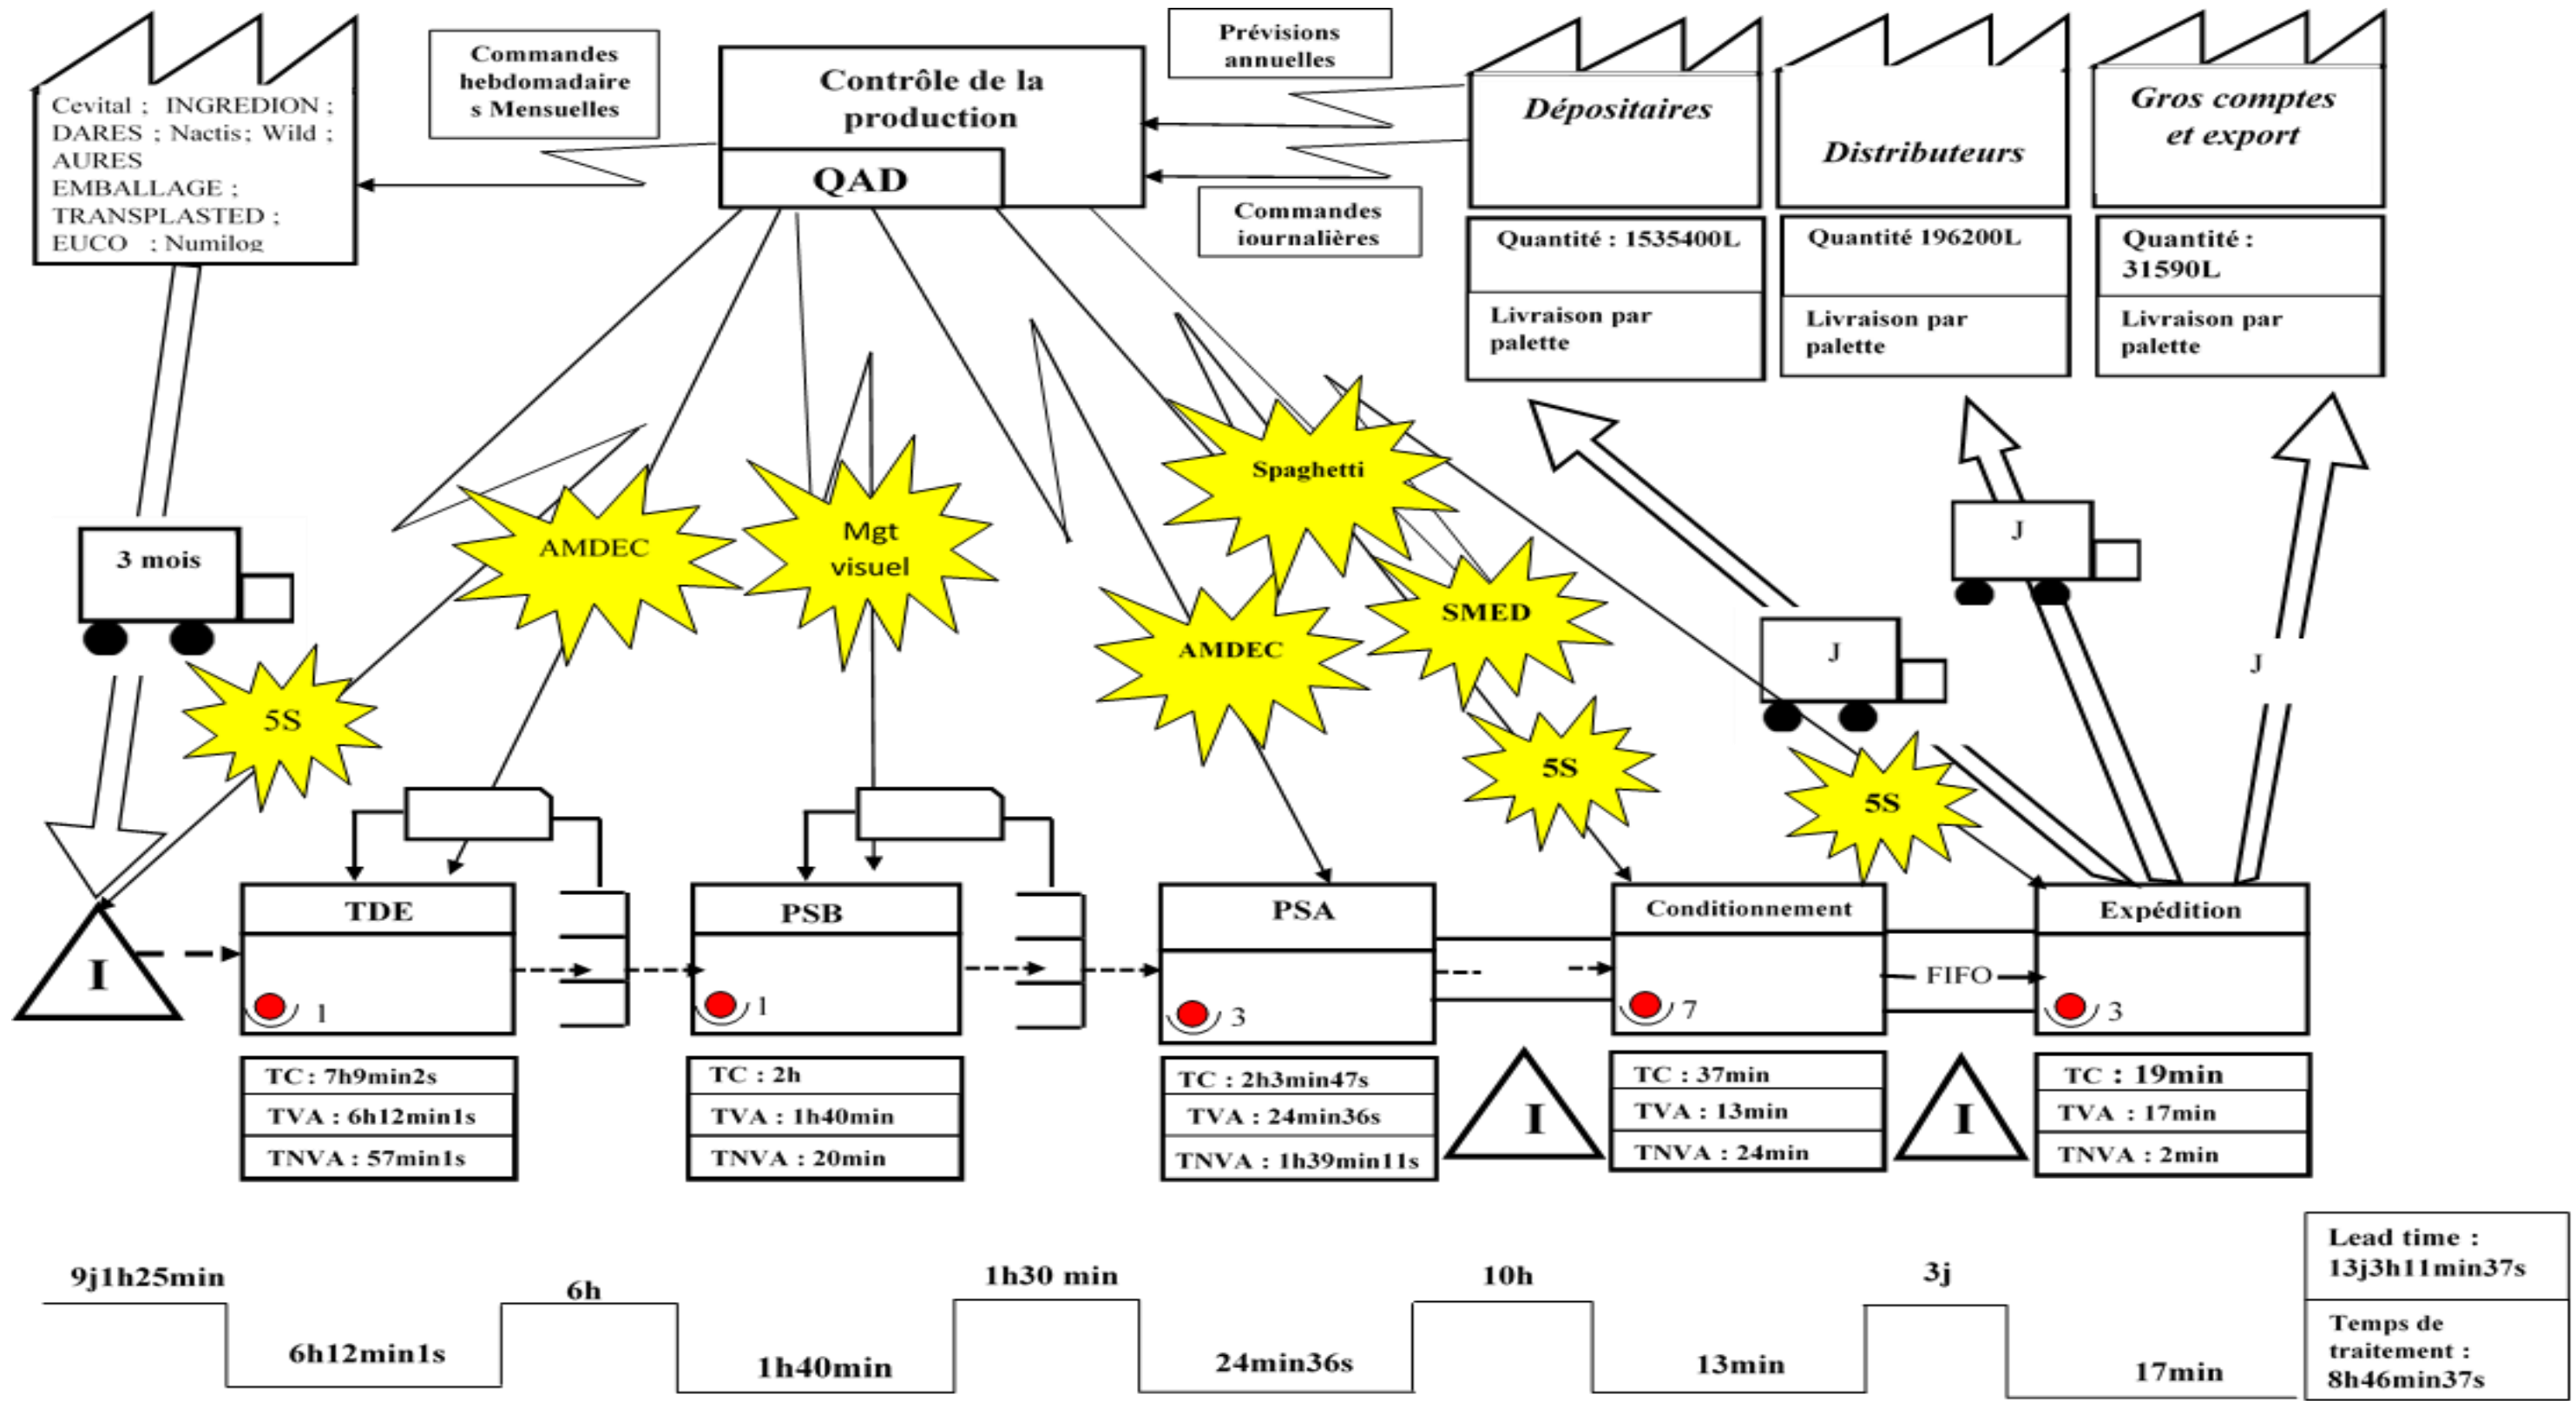 Cevital ; INGREDION ;
DARES ; Nactis; Wild ;
AURES
EMBALLAGE ;
TRANSPLASTED ;
EUCO ; Numilog
Commandes
hebdomadaire
s Mensuelles
Contrôle de la
production
QAD
Prévisions
annuelles
Commandes
journalières
Dépositaires
Distributeurs
Gros comptes
et export
Quantité : 1535400L
Livraison par
palette
Quantité 196200L
Livraison par
palette
Quantité :
31590L
Livraison par
palette
3 mois
5S
AMDEC
Mgt
visuel
Spaghetti
AMDEC
SMED
5S
5S
J
J
J
I
TDE
1
PSB
1
PSA
3
Conditionnement
7
FIFO
Expédition
3
TC : 7h9min2s
TVA : 6h12min1s
TNVA : 57min1s
TC : 2h
TVA : 1h40min
TNVA : 20min
TC : 2h3min47s
TVA : 24min36s
TNVA : 1h39min11s
I
TC : 37min
TVA : 13min
TNVA : 24min
I
TC : 19min
TVA : 17min
TNVA : 2min
9j1h25min
6h12min1s
6h
1h40min
1h30 min
24min36s
10h
13min
3j
17min
Lead time :
13j3h11min37s
Temps de
traitement :
8h46min37s